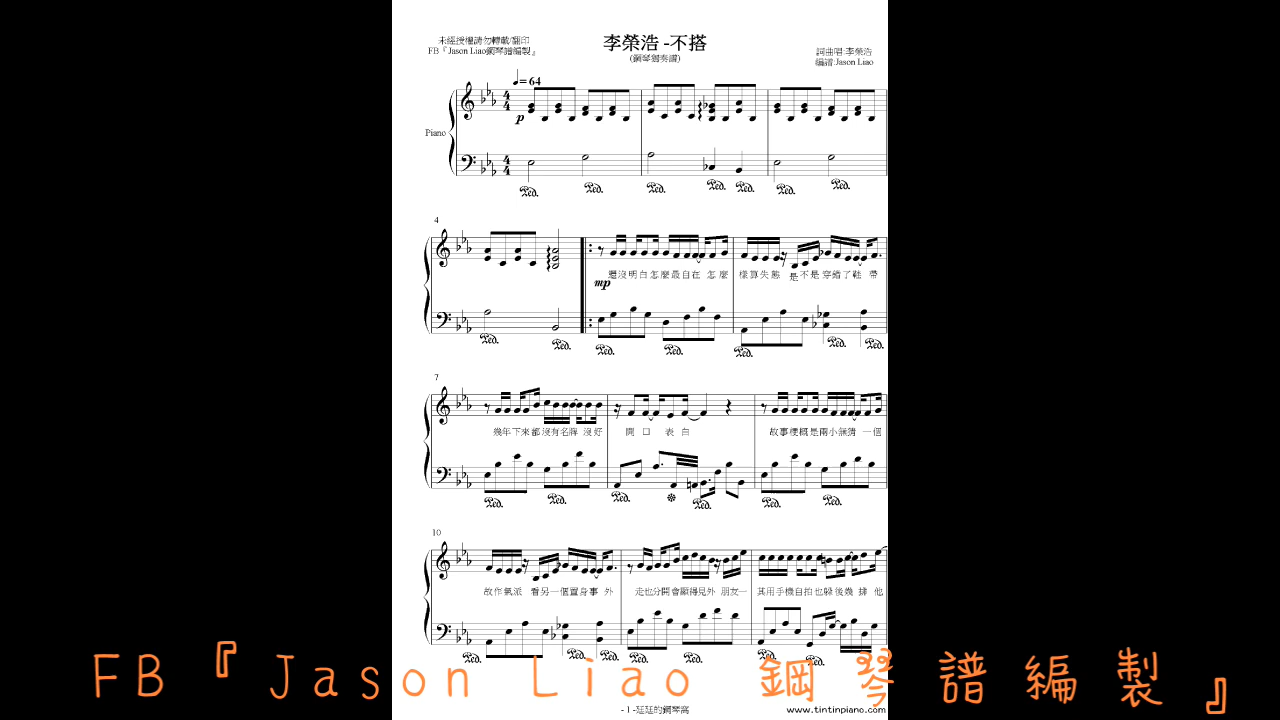 李榮浩 -不搭
(鋼琴獨奏譜)
未經授權請勿轉載/翻印
FB『Jason Liao鋼琴譜編製』
詞曲唱:李榮浩
編譜:Jason Liao
♩=64
Piano
p
4
還沒明白怎麼最自在 怎麼 樣算失態 是不是穿錯了鞋 帶
mp
7
幾年下來都沒有名牌 沒好 開口 表白 故事梗概是兩小無猜 一個
10
故作氣派 看另一個置身事 外 走也分開會顯得見外 朋友一 其用手機自拍也躲後幾 排 他
FB『Jason Liao 鋼琴譜編製』
- 1 -廷廷的鋼琴窩
www.tintinpiano.com